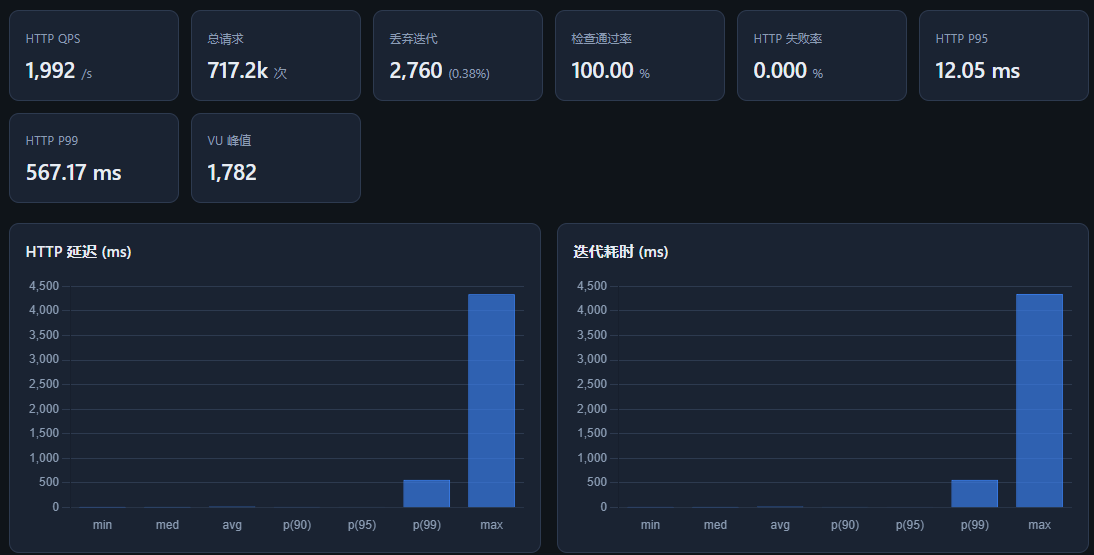 HTTP QPS
1,992 /s
总请求
717.2k 次
丢弃迭代
2,760 (0.38%)
检查通过率
100.00 %
HTTP 失败率
0.000 %
HTTP P95
12.05 ms
HTTP P99
567.17 ms
VU 峰值
1,782
HTTP 延迟 (ms)
4,500
4,000
3,500
3,000
2,500
2,000
1,500
1,000
500
0
min med avg p(90) p(95) p(99) max
迭代耗时 (ms)
4,500
4,000
3,500
3,000
2,500
2,000
1,500
1,000
500
0
min med avg p(90) p(95) p(99) max